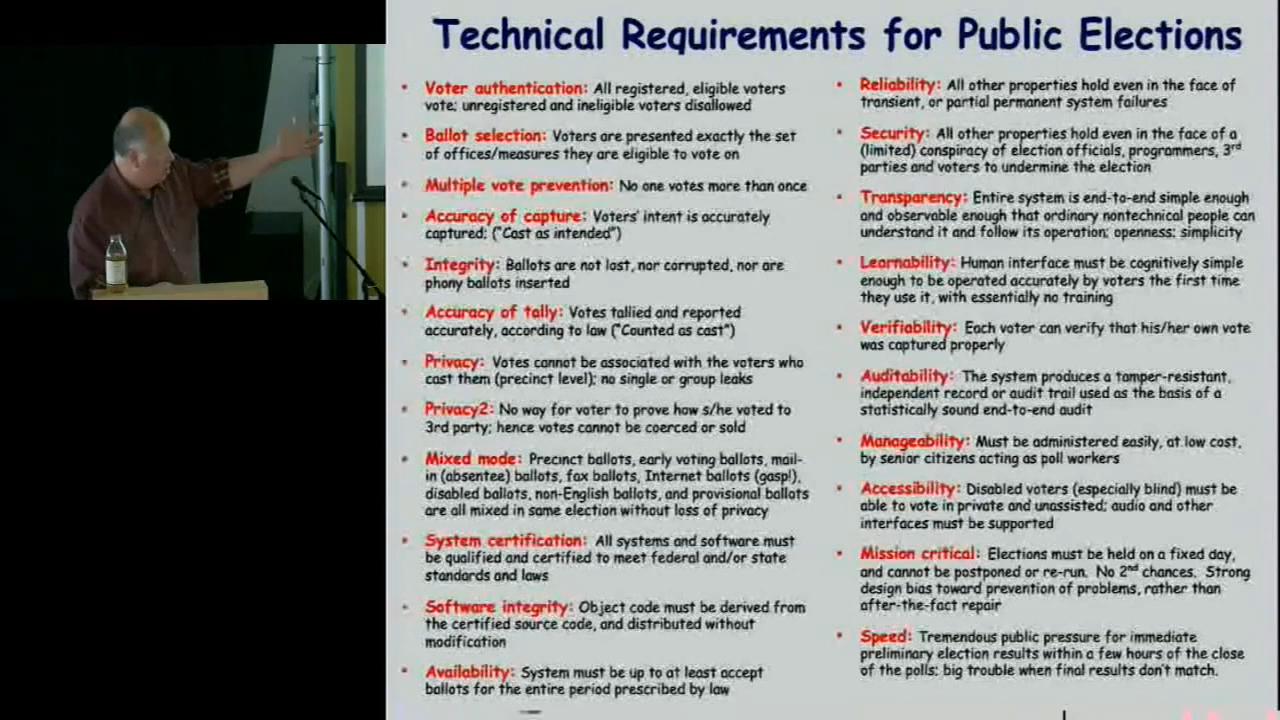 Technical Requirements for Public Elections
• Voter authentication: All registered, eligible voters
vote; unregistered and ineligible voters disallowed
• Ballot selection: Voters are presented exactly the set
of offices/measures they are eligible to vote on
• Multiple vote prevention: No one votes more than once
• Accuracy of capture: Voters' intent is accurately
captured; ("Cast as intended")
• Integrity: Ballots are not lost, nor corrupted, nor are
phony ballots inserted
• Accuracy of tally: Votes tallied and reported
accurately, according to law ("Counted as cast")
• Privacy: Votes cannot be associated with the voters who
cast them (precinct level); no single or group leaks
• Privacy2: No way for voter to prove how s/he voted to
3rd party; hence votes cannot be coerced or sold
• Mixed mode: Precinct ballots, early voting ballots, mail-
in (absentee) ballots, fax ballots, Internet ballots (gasp!),
disabled ballots, non-English ballots, and provisional ballots
are all mixed in same election without loss of privacy
• System certification: All systems and software must
be qualified and certified to meet federal and/or state
standards and laws
• Software integrity: Object code must be derived from
the certified source code, and distributed without
modification
• Availability: System must be up to at least accept
ballots for the entire period prescribed by law
• Reliability: All other properties hold even in the face of
transient, or partial permanent system failures
• Security: All other properties hold even in the face of a
(limited) conspiracy of election officials, programmers, 3rd
parties and voters to undermine the election
• Transparency: Entire system is end-to-end simple enough
and observable enough that ordinary nontechnical people can
understand it and follow its operation; openness; simplicity
• Learnability: Human interface must be cognitively simple
enough to be operated accurately by voters the first time
they use it, with essentially no training
• Verifiability: Each voter can verify that his/her own vote
was captured properly
• Auditability: The system produces a tamper-resistant,
independent record or audit trail used as the basis of a
statistically sound end-to-end audit
• Manageability: Must be administered easily, at low cost,
by senior citizens acting as poll workers
• Accessibility: Disabled voters (especially blind) must be
able to vote in private and unassisted; audio and other
interfaces must be supported
• Mission critical: Elections must be held on a fixed day,
and cannot be postponed or re-run. No 2nd chances. Strong
design bias toward prevention of problems, rather than
after-the-fact repair
• Speed: Tremendous public pressure for immediate
preliminary election results within a few hours of the close
of the polls; big trouble when final results don't match.